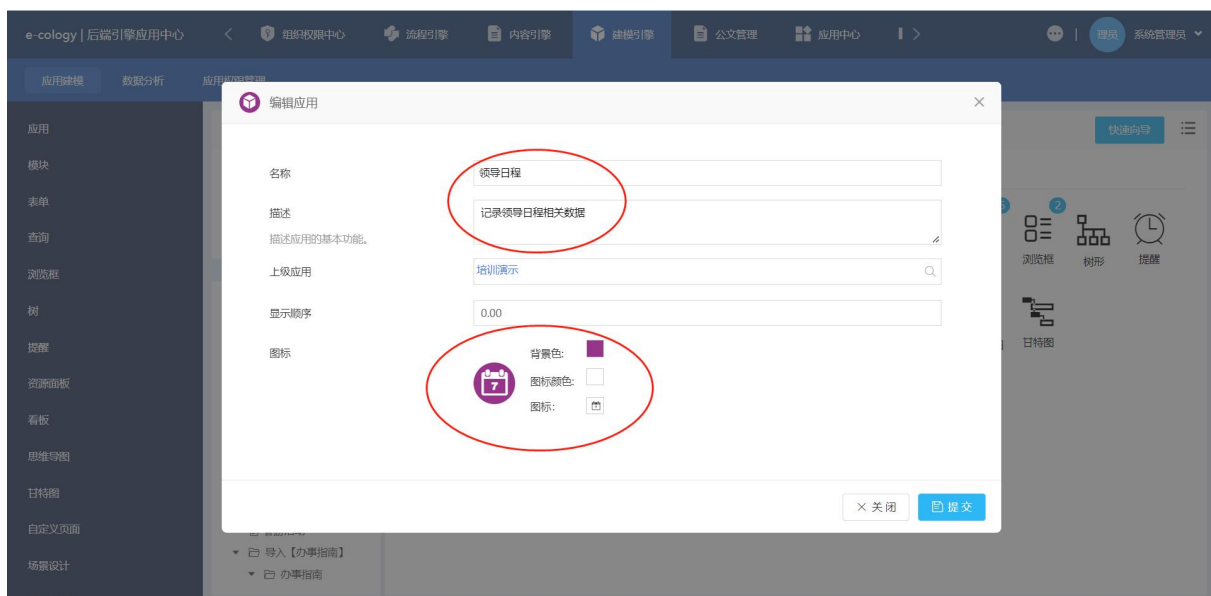 e-cology | 后端引擎应用中心 组织权限中心 流程引擎 内容引擎 建模引擎 公文管理 应用中心 理员 系统管理员
应用建模 数据分析 应用权限管理
编辑应用
应用 快速向导
模块
名称 领导日程
表单
描述 记录领导日程相关数据
2
查询 描述应用的基本功能。
浏览框 树形 提醒
浏览框 上级应用 培训演示
树 显示顺序 0.00
提醒 图标 背景色: 甘特图
7
资源面板 图标颜色:
图标:
看板
思维导图
甘特图
关闭 提交
自定义页面
导入【办事指南】
场景设计 办事指南